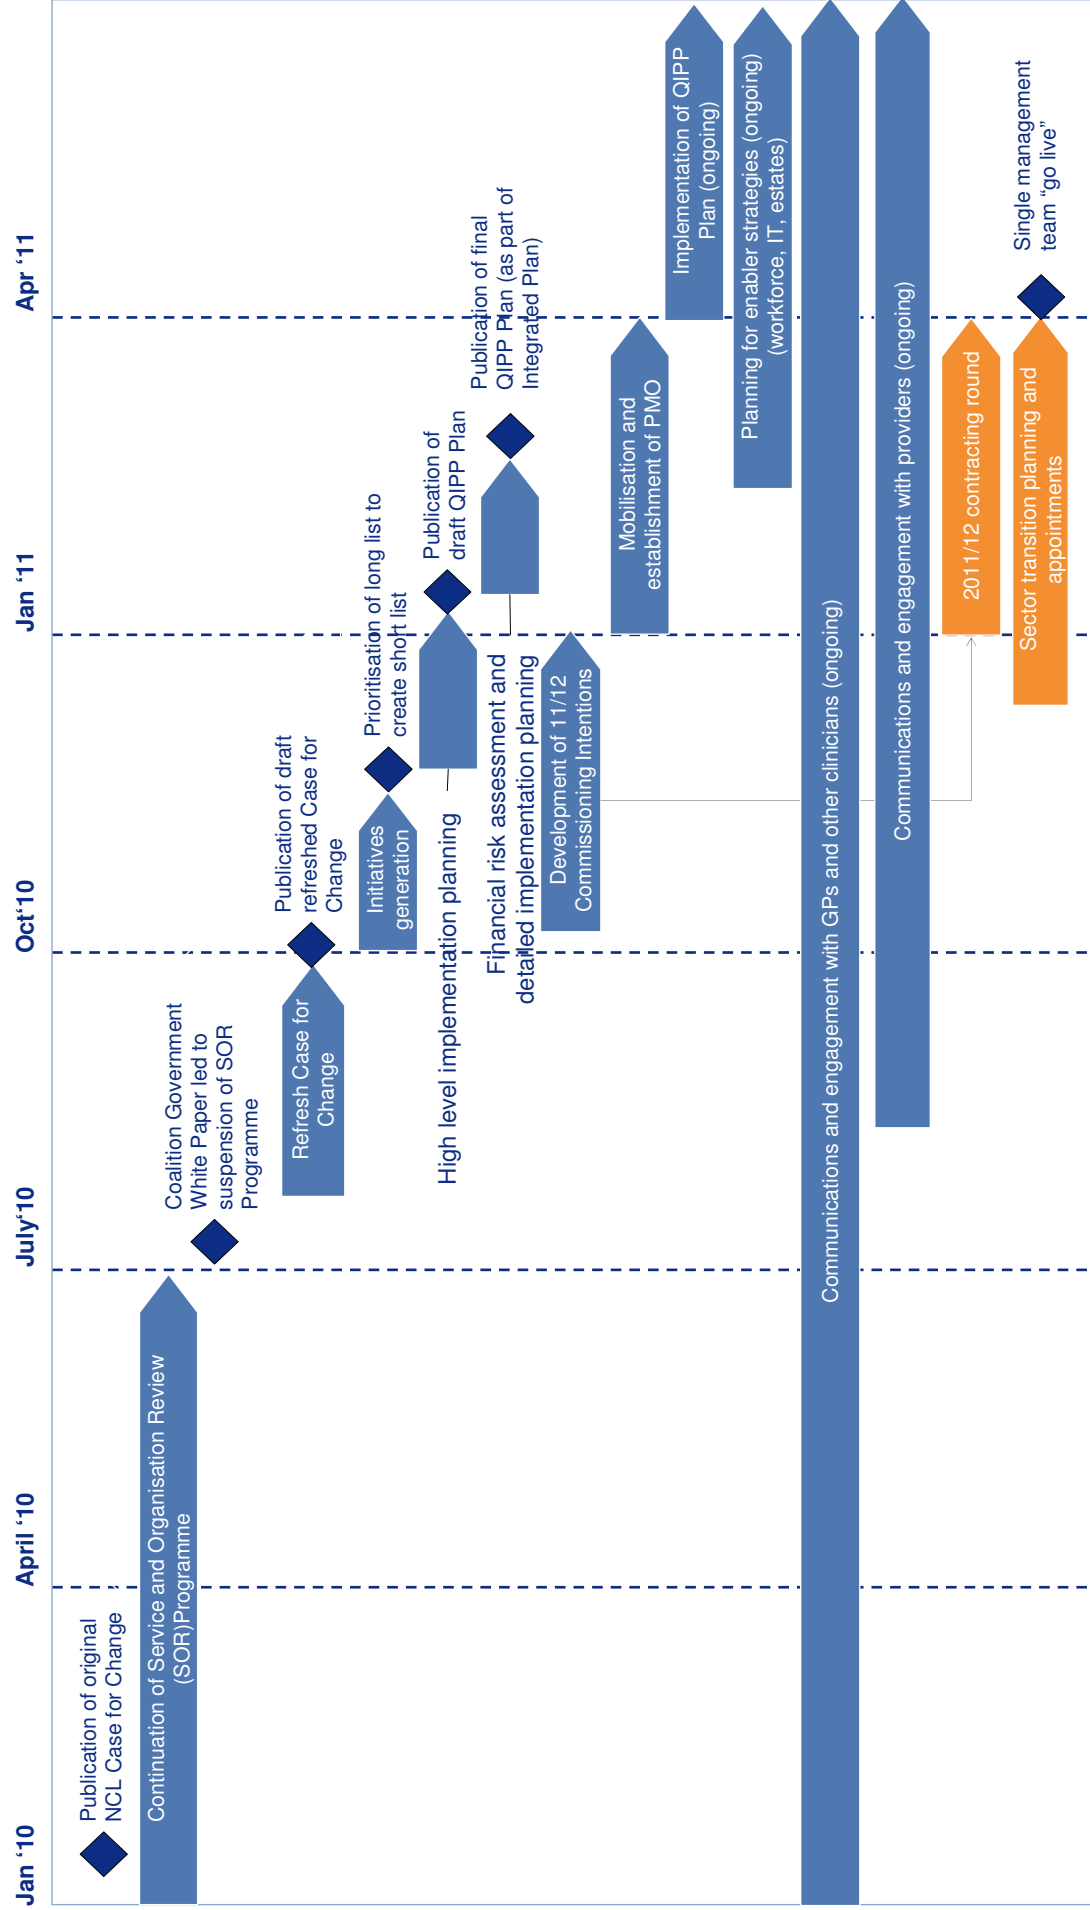 Jan ‘10
April ‘10
July‘10
Oct‘10
Jan ‘11
Apr ‘11
Publication of original
NCL Case for Change
Continuation of Service and Organisation Review
(SOR)Programme
Coalition Government
White Paper led to
suspension of SOR
Programme
Refresh Case for
Change
Publication of draft
refreshed Case for
Change
Initiatives
generation
Prioritisation of long list to
create short list
High level implementation planning
Publication of
draft QIPP Plan
Financial risk assessment and
detailed implementation planning
Publication of final
QIPP Plan (as part of
Integrated Plan)
Development of 11/12
Commissioning Intentions
Mobilisation and
establishment of PMO
Implementation of QIPP
Plan (ongoing)
Planning for enabler strategies (ongoing)
(workforce, IT, estates)
Communications and engagement with GPs and other clinicians (ongoing)
Communications and engagement with providers (ongoing)
2011/12 contracting round
Sector transition planning and
appointments
Single management
team “go live”